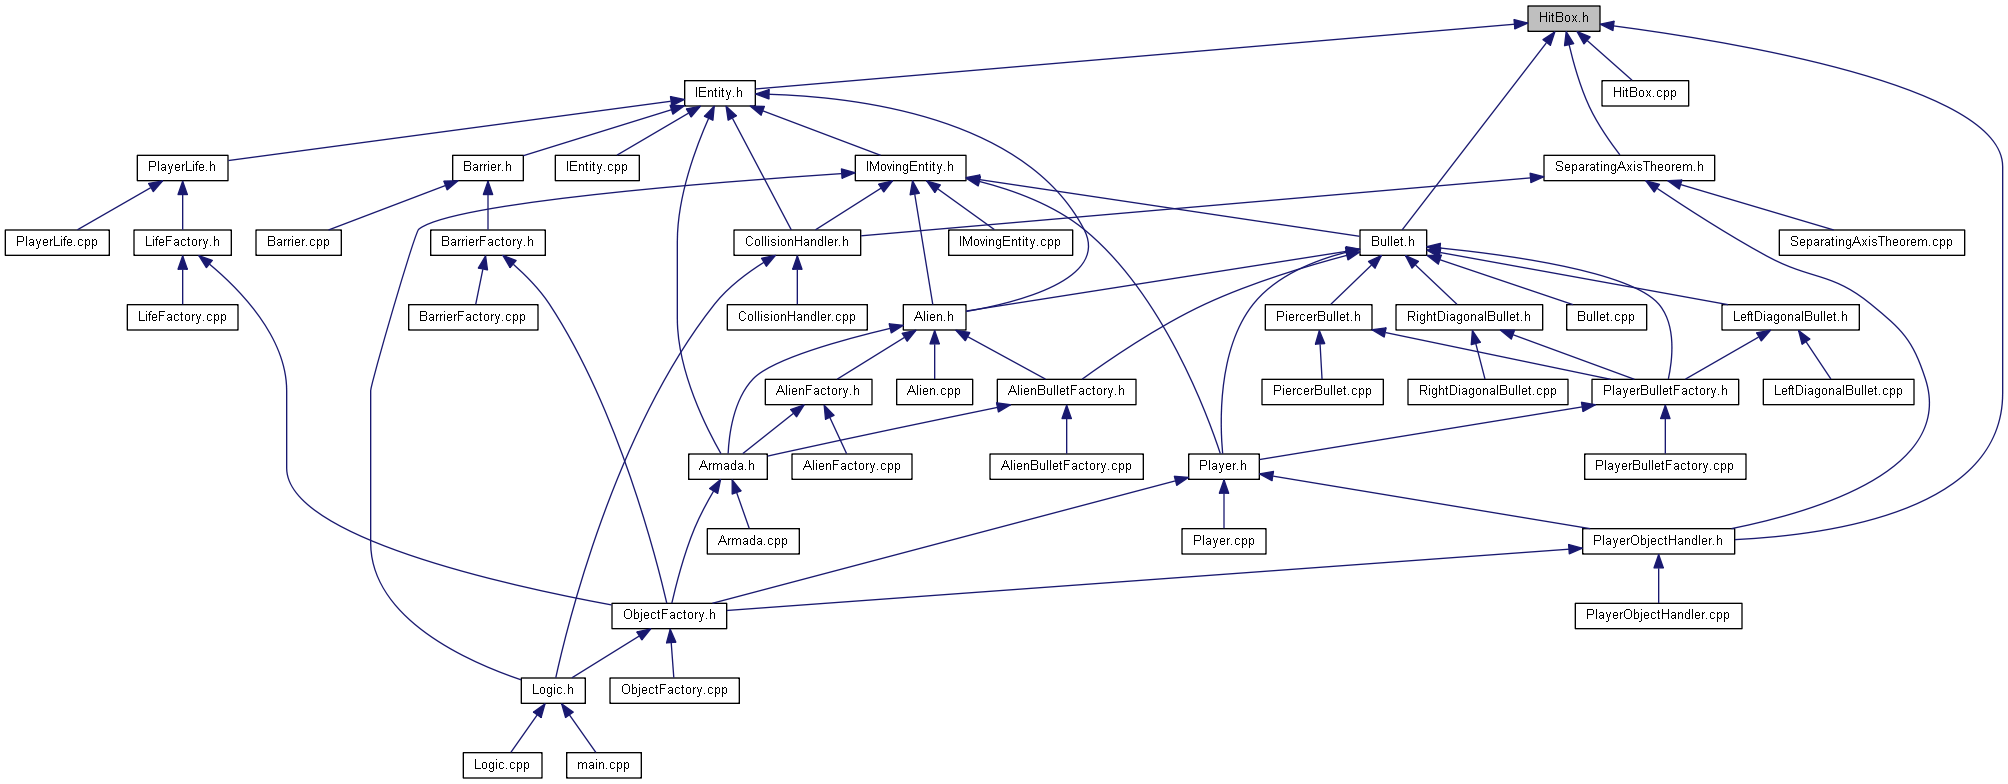 HitBox.h
IEntity.h
HitBox.cpp
PlayerLife.h
Barrier.h
IEntity.cpp
IMovingEntity.h
SeparatingAxisTheorem.h
PlayerLife.cpp
LifeFactory.h
Barrier.cpp
BarrierFactory.h
CollisionHandler.h
IMovingEntity.cpp
Bullet.h
SeparatingAxisTheorem.cpp
LifeFactory.cpp
BarrierFactory.cpp
CollisionHandler.cpp
Alien.h
PiercerBullet.h
RightDiagonalBullet.h
Bullet.cpp
LeftDiagonalBullet.h
AlienFactory.h
Alien.cpp
AlienBulletFactory.h
PiercerBullet.cpp
RightDiagonalBullet.cpp
PlayerBulletFactory.h
LeftDiagonalBullet.cpp
Armada.h
AlienFactory.cpp
AlienBulletFactory.cpp
Player.h
PlayerBulletFactory.cpp
Armada.cpp
Player.cpp
PlayerObjectHandler.h
ObjectFactory.h
PlayerObjectHandler.cpp
Logic.h
ObjectFactory.cpp
Logic.cpp
main.cpp